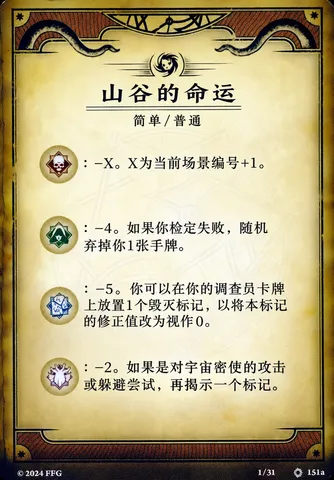 山谷的命运
简单/普通
：-X。X为当前场景编号+1。
：-4。如果你检定失败，随机
弃掉你1张手牌。
：-5。你可以在你的调查员卡牌
上放置1个毁灭标记，以将本标记
的修正值改为视作0。
：-2。如果是对宇宙密使的攻击
或躲避尝试，再揭示一个标记。
© 2024 FFG 1/31 151a